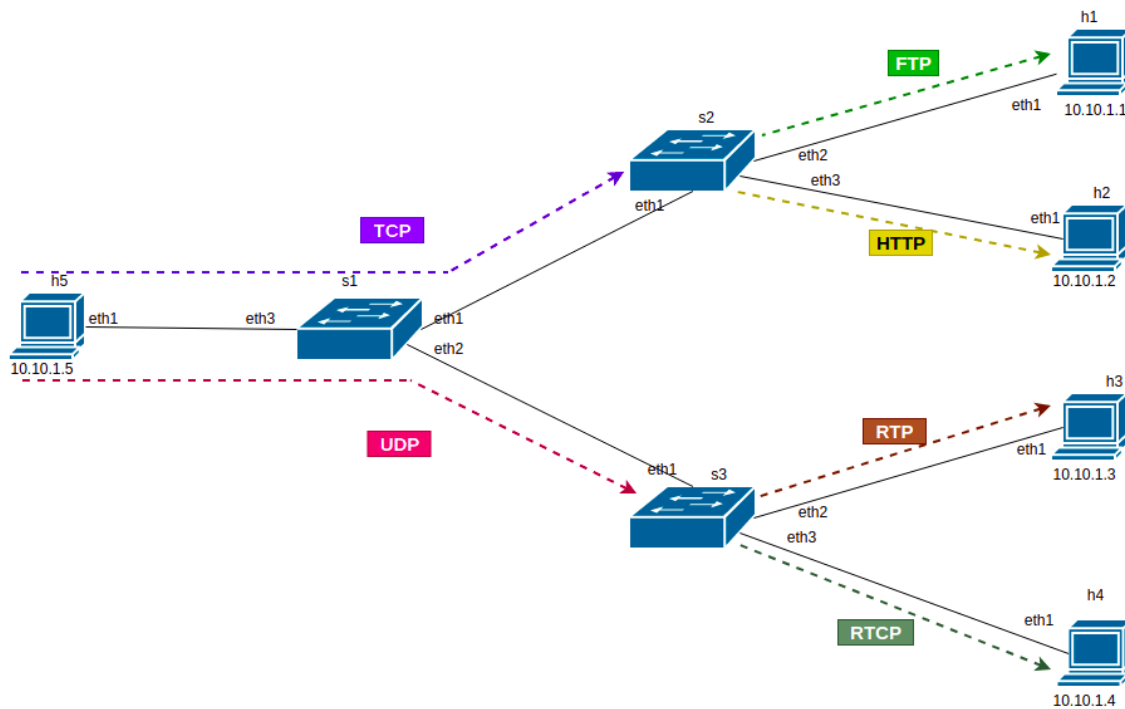 h1
FTP
eth1
10.10.1.1
s2
eth2
eth3
h2
eth1
eth1
TCP
HTTP
10.10.1.2
h5
s1
eth1
eth3
eth1
eth2
10.10.1.5
h3
RTP
UDP
eth1
eth1
s3
10.10.1.3
eth2
eth3
h4
eth1
RTCP
10.10.1.4